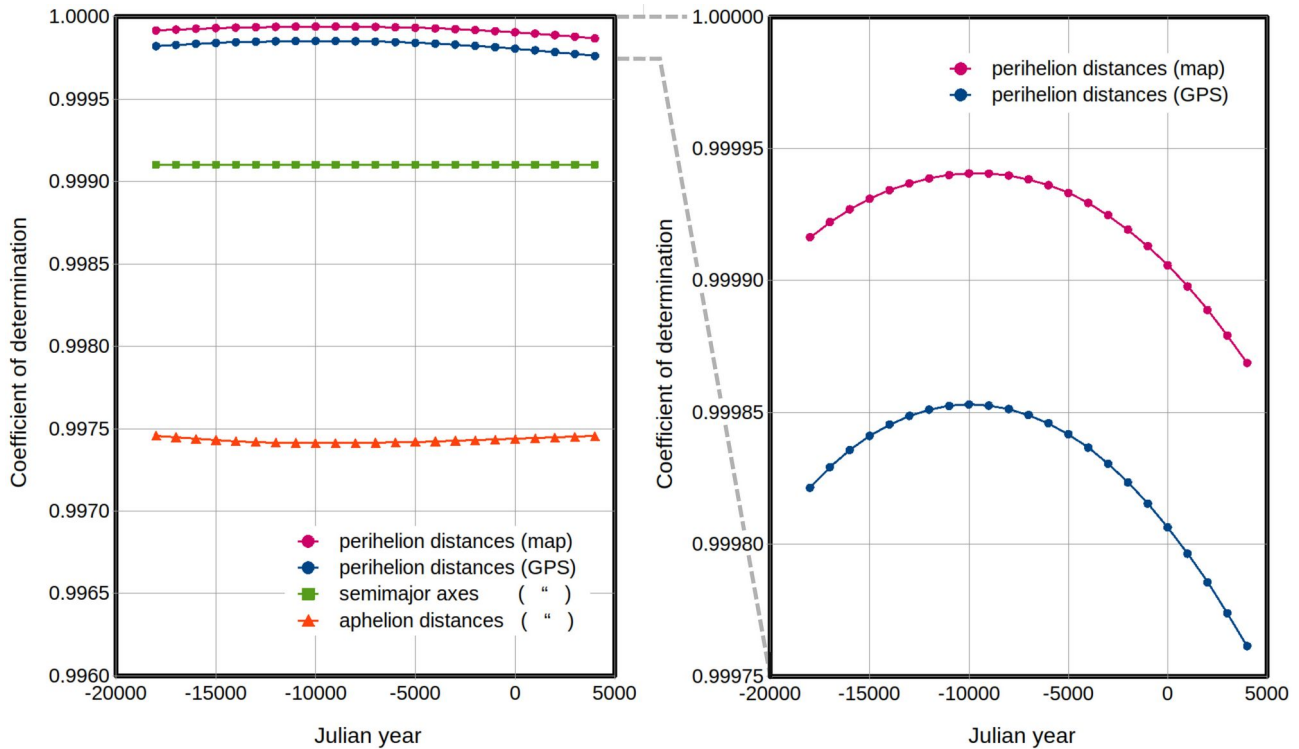 1.0000
0.9995
0.9990
0.9985
0.9980
0.9975
0.9970
0.9965
0.9960
Coefficient of determination
perihelion distances (map)
perihelion distances (GPS)
semimajor axes ( “ )
aphelion distances ( “ )
-20000 -15000 -10000 -5000 0 5000
Julian year
1.00000
0.99995
0.99990
0.99985
0.99980
0.99975
Coefficient of determination
perihelion distances (map)
perihelion distances (GPS)
-20000 -15000 -10000 -5000 0 5000
Julian year